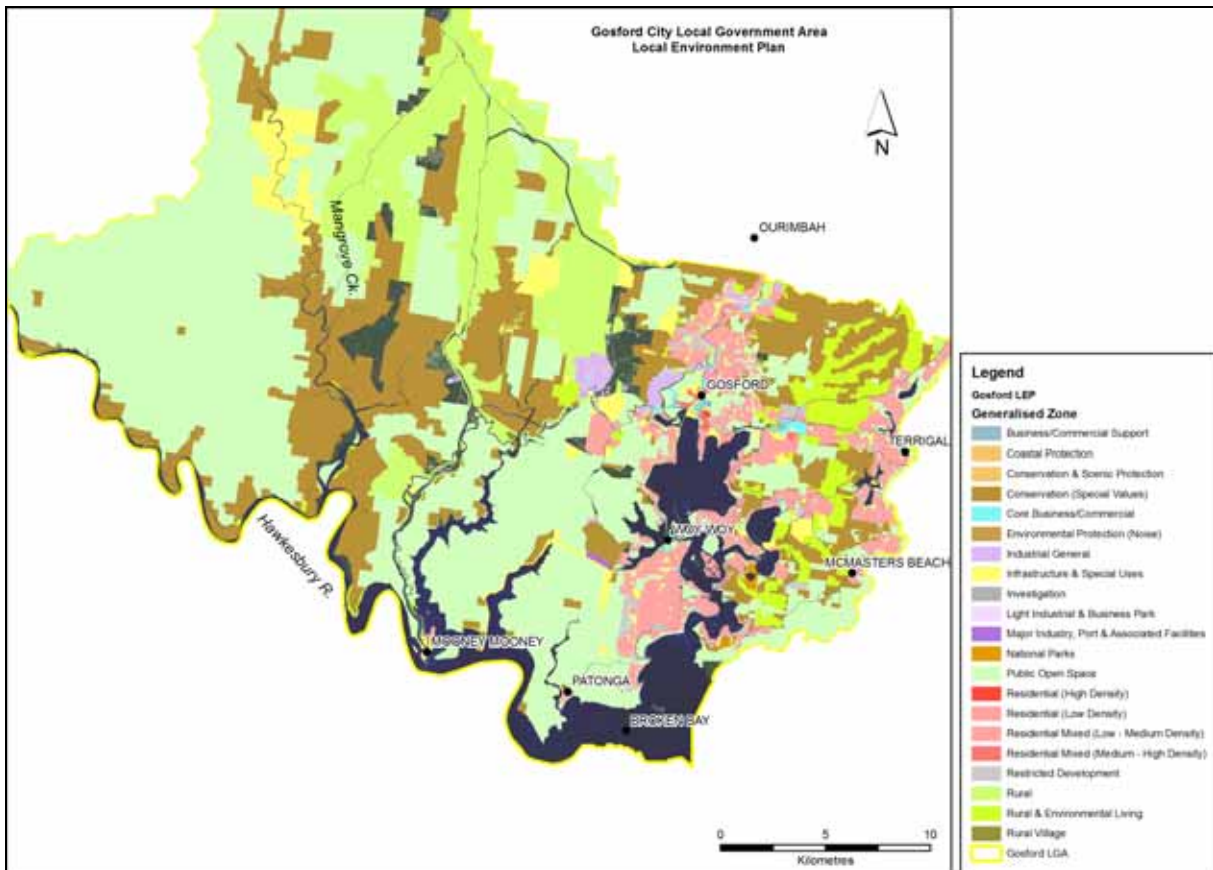 Gosford City Local Government Area
Local Environment Plan
N
Mangrove Ck.
OURIMBAH
GOSFORD
TERRIGAL
WOY WOY
MCMASTERS BEACH
Hawkesbury R.
MOONEY MOONEY
PATONGA
BROKEN BAY
0 5 10
Kilometres
Legend
Gosford LEP
Generalised Zone
Business/Commercial Support
Coastal Protection
Conservation & Scenic Protection
Conservation (Special Values)
Core Business/Commercial
Environmental Protection (Noise)
Industrial General
Infrastructure & Special Uses
Investigation
Light Industrial & Business Park
Major Industry, Port & Associated Facilities
National Parks
Public Open Space
Residential (High Density)
Residential (Low Density)
Residential Mixed (Low - Medium Density)
Residential Mixed (Medium - High Density)
Restricted Development
Rural
Rural & Environmental Living
Rural Village
Gosford LGA